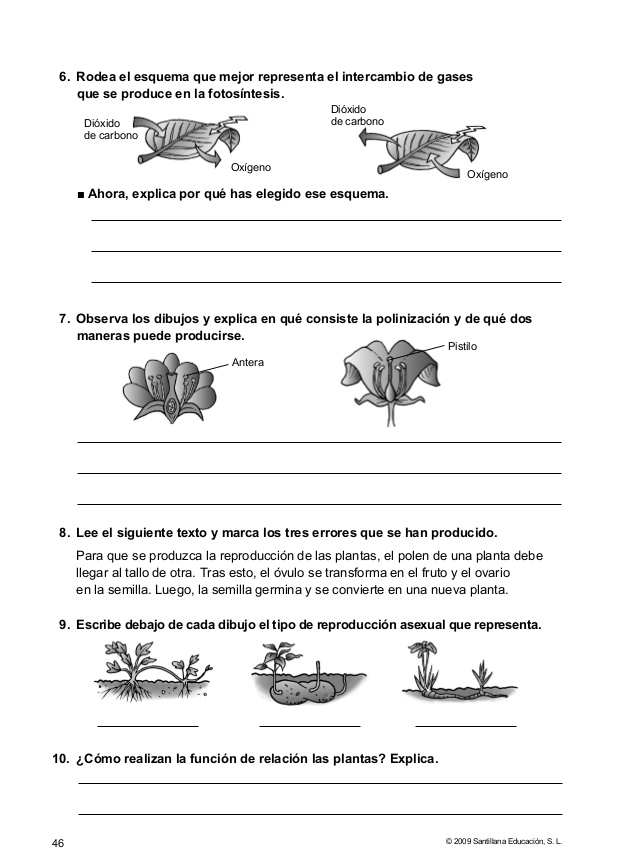 6. Rodea el esquema que mejor representa el intercambio de gases
que se produce en la fotosíntesis.
Dióxido
de carbono
Oxígeno
Dióxido
de carbono
Oxígeno
■ Ahora, explica por qué has elegido ese esquema.
7. Observa los dibujos y explica en qué consiste la polinización y de qué dos
maneras puede producirse.
Antera
Pistilo
8. Lee el siguiente texto y marca los tres errores que se han producido.
Para que se produzca la reproducción de las plantas, el polen de una planta debe
llegar al tallo de otra. Tras esto, el óvulo se transforma en el fruto y el ovario
en la semilla. Luego, la semilla germina y se convierte en una nueva planta.
9. Escribe debajo de cada dibujo el tipo de reproducción asexual que representa.
10. ¿Cómo realizan la función de relación las plantas? Explica.
46
© 2009 Santillana Educación, S. L.